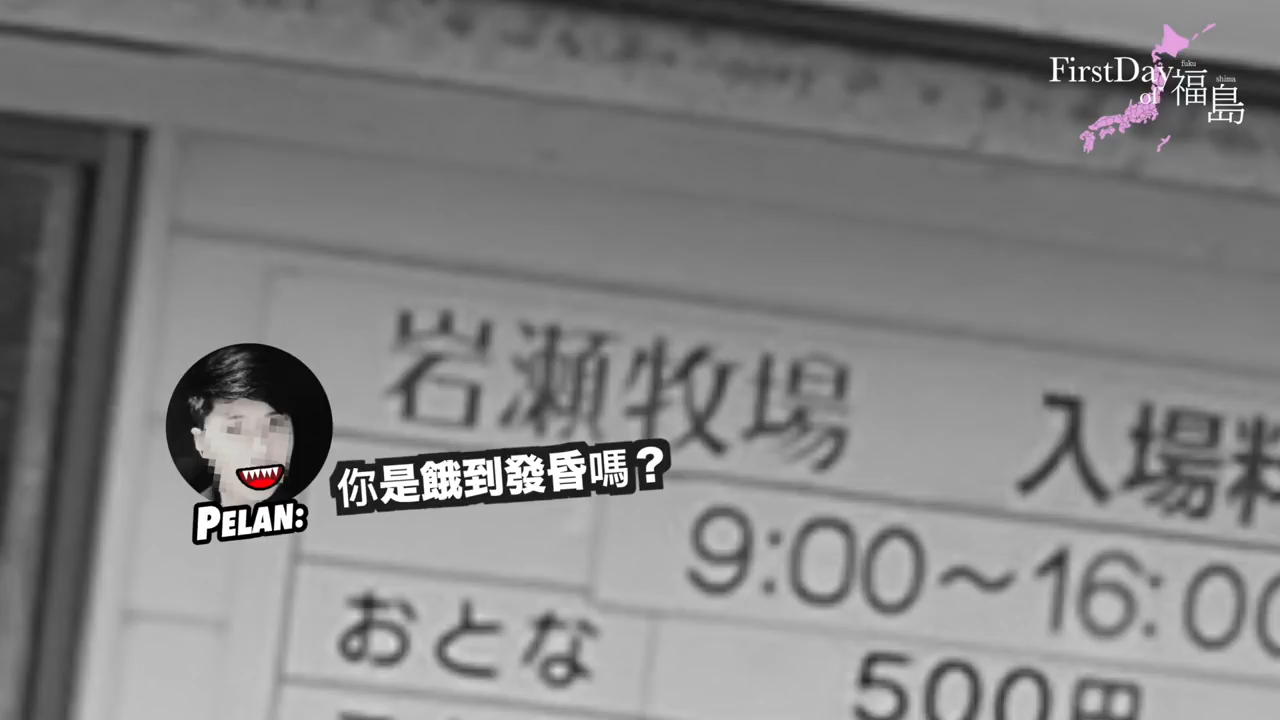 FirstDay
of
fuku
福
shima
島
岩瀬牧場 入場料
PELAN:
你是餓到發昏嗎？
9:00～16:00
おとな 500円